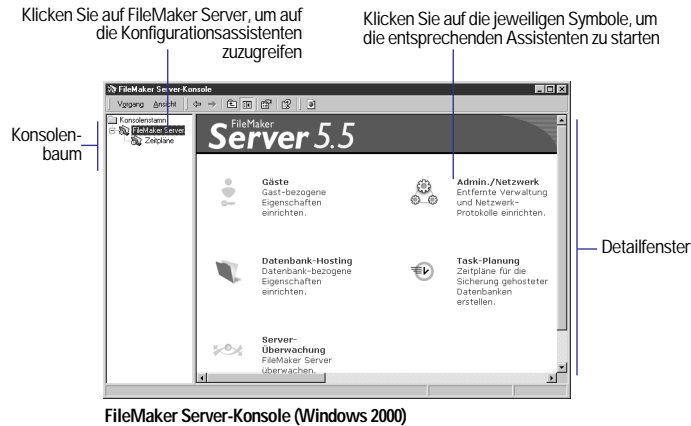 Klicken Sie auf FileMaker Server, um auf
die Konfigurationsassistenten
zuzugreifen
Klicken Sie auf die jeweiligen Symbole, um
die entsprechenden Assistenten zu starten
FileMaker Server-Konsole
Vorgang Ansicht
Konsolen-
baum
Konsolenstamm
FileMaker Server
Zeitpläne
FileMaker
Server 5.5
Gäste
Gast-bezogene
Eigenschaften
einrichten.
Admin./Netzwerk
Entfernte Verwaltung
und Netzwerk-
Protokolle einrichten.
Datenbank-Hosting
Datenbank-bezogene
Eigenschaften
einrichten.
Task-Planung
Zeitpläne für die
Sicherung gehosteter
Datenbanken
erstellen.
Server-
Überwachung
FileMaker Server
überwachen.
Detailfenster
FileMaker Server-Konsole (Windows 2000)